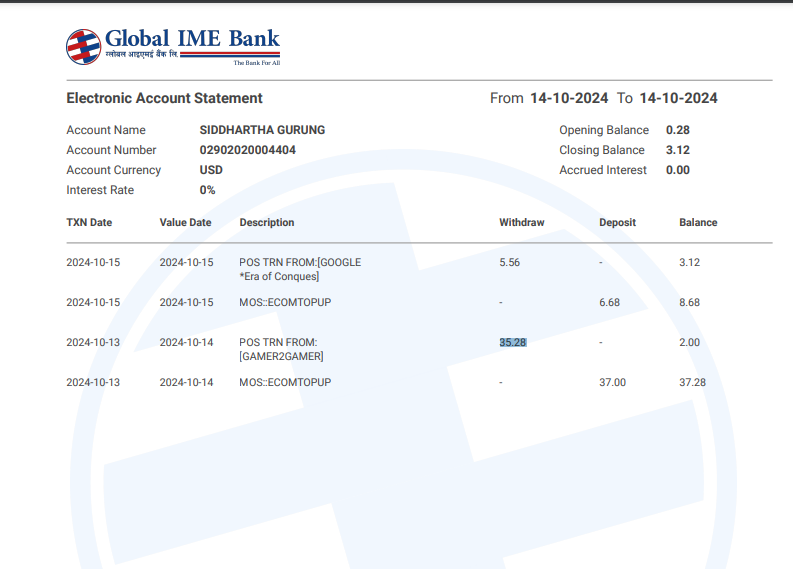 Global IME Bank
ग्लोबल आइएमई बैंक लि.
The Bank For All
Electronic Account Statement From 14-10-2024 To 14-10-2024
Account Name SIDDHARTHA GURUNG Opening Balance 0.28
Account Number 02902020004404 Closing Balance 3.12
Account Currency USD Accrued Interest 0.00
Interest Rate 0%
TXN Date Value Date Description Withdraw Deposit Balance
2024-10-15 2024-10-15 POS TRN FROM:[GOOGLE 5.56 - 3.12
*Era of Conques]
2024-10-15 2024-10-15 MOS::ECOMTOPUP - 6.68 8.68
2024-10-13 2024-10-14 POS TRN FROM: 35.28 - 2.00
[GAMER2GAMER]
2024-10-13 2024-10-14 MOS::ECOMTOPUP - 37.00 37.28